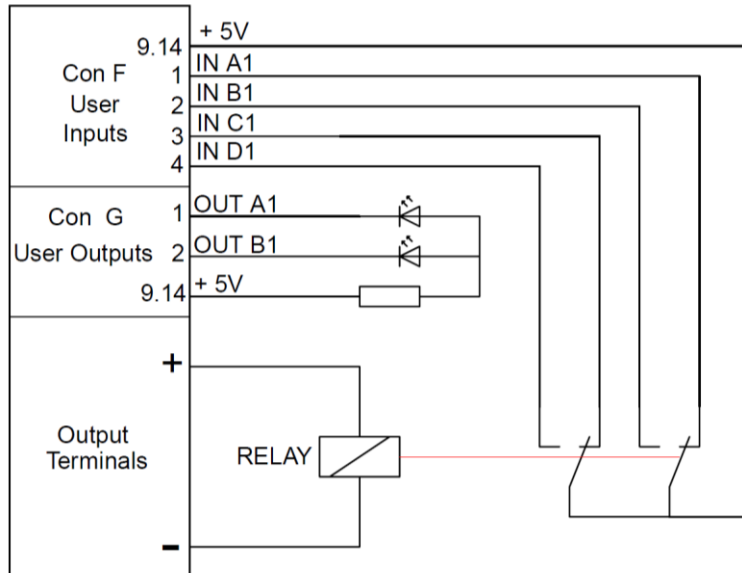 9.14 + 5V
Con F
User
Inputs
1 IN A1
2 IN B1
3 IN C1
4 IN D1
Con G
User Outputs
1 OUT A1
2 OUT B1
9.14 + 5V
+
Output
Terminals
RELAY
-